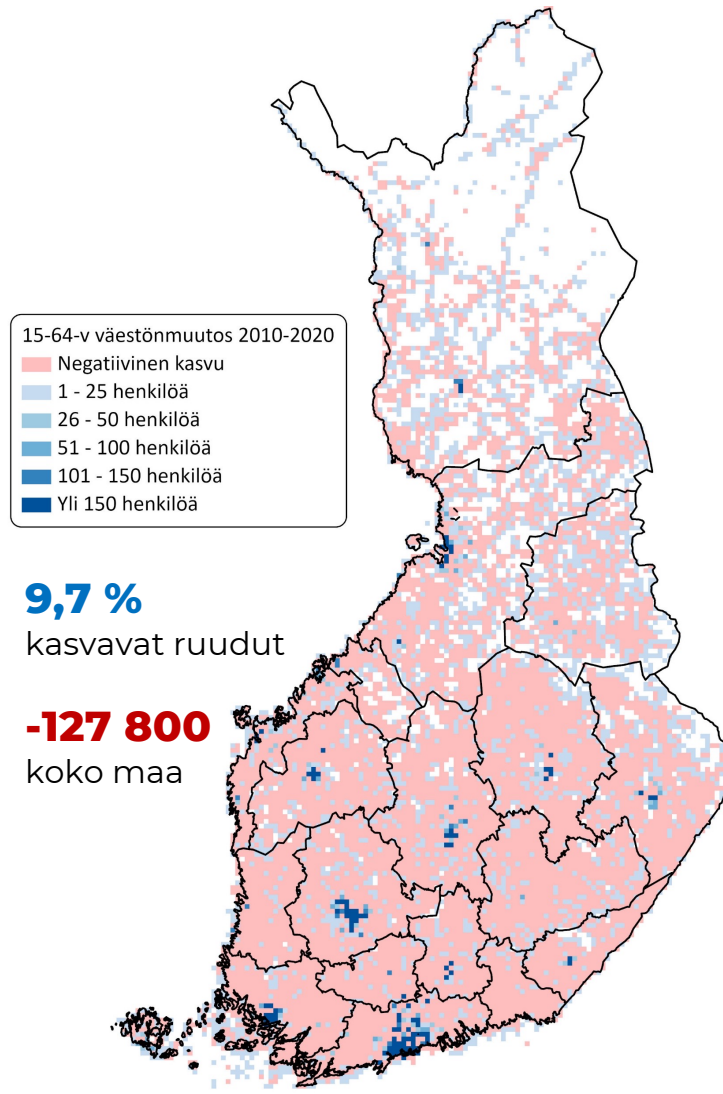 15-64-v väestönmuutos 2010-2020
Negatiivinen kasvu
1 - 25 henkilöä
26 - 50 henkilöä
51 - 100 henkilöä
101 - 150 henkilöä
Yli 150 henkilöä
9,7 %
kasvavat ruudut
-127 800
koko maa